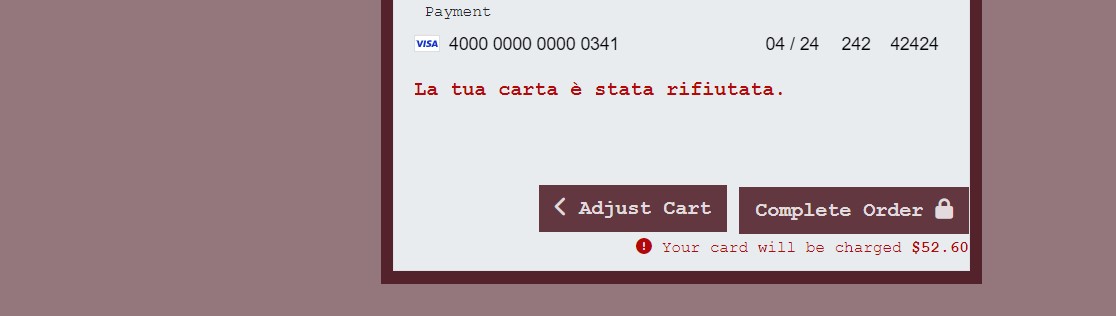 Payment
VISA 4000 0000 0000 0341 04 / 24 242 42424
La tua carta è stata rifiutata.
Adjust Cart Complete Order
Your card will be charged $52.60